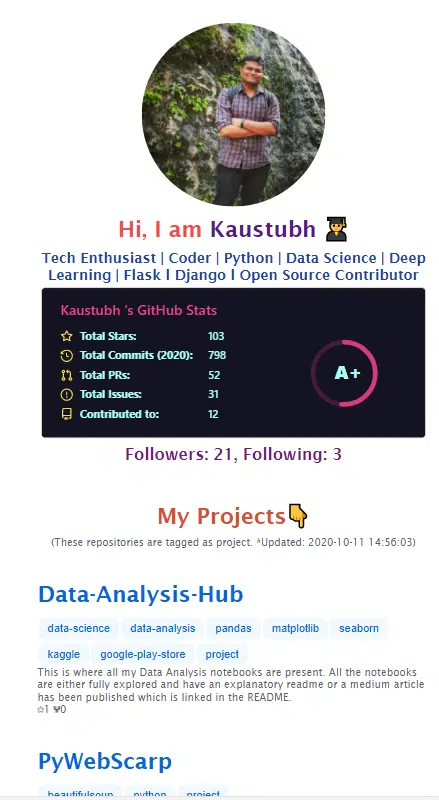 Hi, I am Kaustubh 👨‍🎓
Tech Enthusiast | Coder | Python | Data Science | Deep
Learning | Flask l Django l Open Source Contributor
Kaustubh 's GitHub Stats
Total Stars: 103
Total Commits (2020): 798
Total PRs: 52
Total Issues: 31
Contributed to: 12
A+
Followers: 21, Following: 3
My Projects👇
(These repositories are tagged as project. *Updated: 2020-10-11 14:56:03)
Data-Analysis-Hub
data-science data-analysis pandas matplotlib seaborn
kaggle google-play-store project
This is where all my Data Analysis notebooks are present. All the notebooks
are either fully explored and have an explanatory readme or a medium article
has been published which is linked in the README.
☆1 0
PyWebScarp
beautifulsoup python project